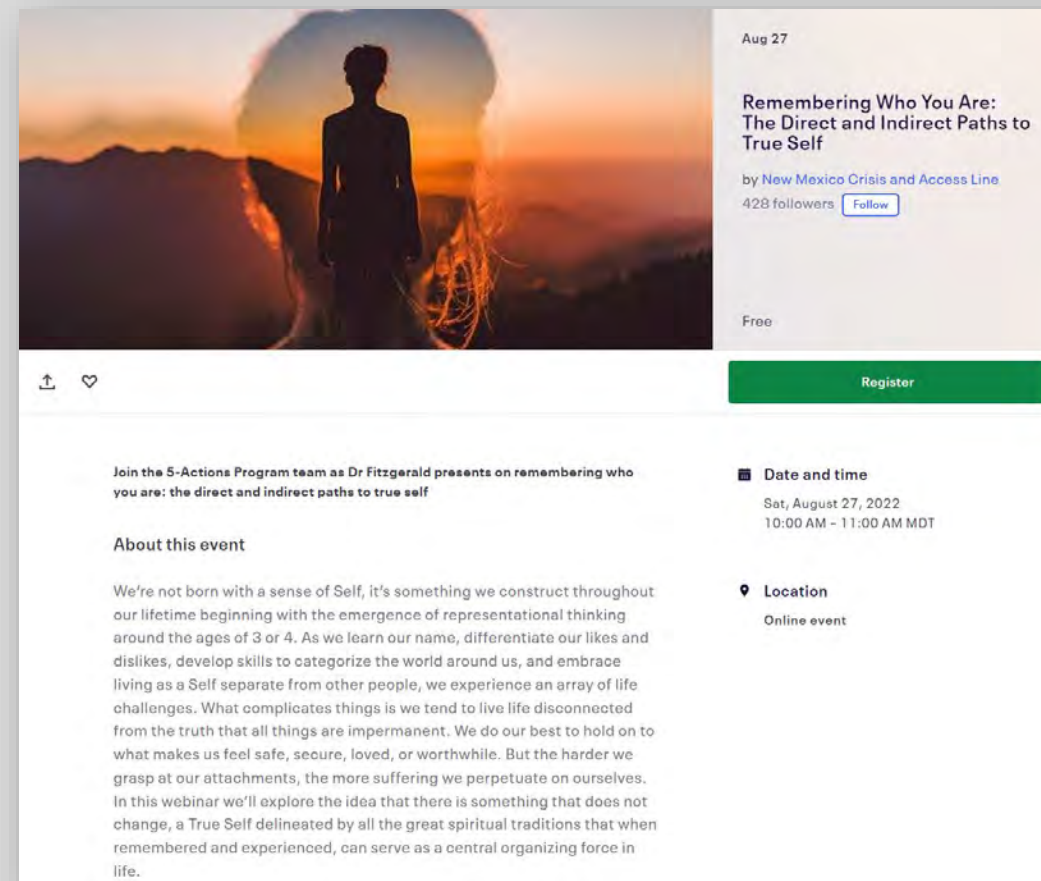 Aug 27
Remembering Who You Are:
The Direct and Indirect Paths to
True Self
by New Mexico Crisis and Access Line
428 followers Follow
Free
Register
Join the 5-Actions Program team as Dr Fitzgerald presents on remembering who
you are: the direct and indirect paths to true self
About this event
We're not born with a sense of Self, it's something we construct throughout
our lifetime beginning with the emergence of representational thinking
around the ages of 3 or 4. As we learn our name, differentiate our likes and
dislikes, develop skills to categorize the world around us, and embrace
living as a Self separate from other people, we experience an array of life
challenges. What complicates things is we tend to live life disconnected
from the truth that all things are impermanent. We do our best to hold on to
what makes us feel safe, secure, loved, or worthwhile. But the harder we
grasp at our attachments, the more suffering we perpetuate on ourselves.
In this webinar we'll explore the idea that there is something that does not
change, a True Self delineated by all the great spiritual traditions that when
remembered and experienced, can serve as a central organizing force in
life.
Date and time
Sat, August 27, 2022
10:00 AM – 11:00 AM MDT
Location
Online event